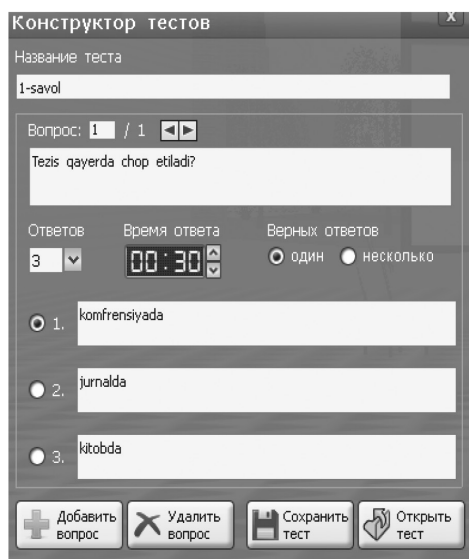 Конструктор тестов X
Название теста
1-savol
Вопрос: 1 / 1
Tezis qayerda chop etiladi?
Ответов Время ответа Верных ответов
3 00:30 один несколько
1. komfrensiyada
2. jurnalda
3. kitobda
Добавить вопрос Удалить вопрос Сохранить тест Открыть тест